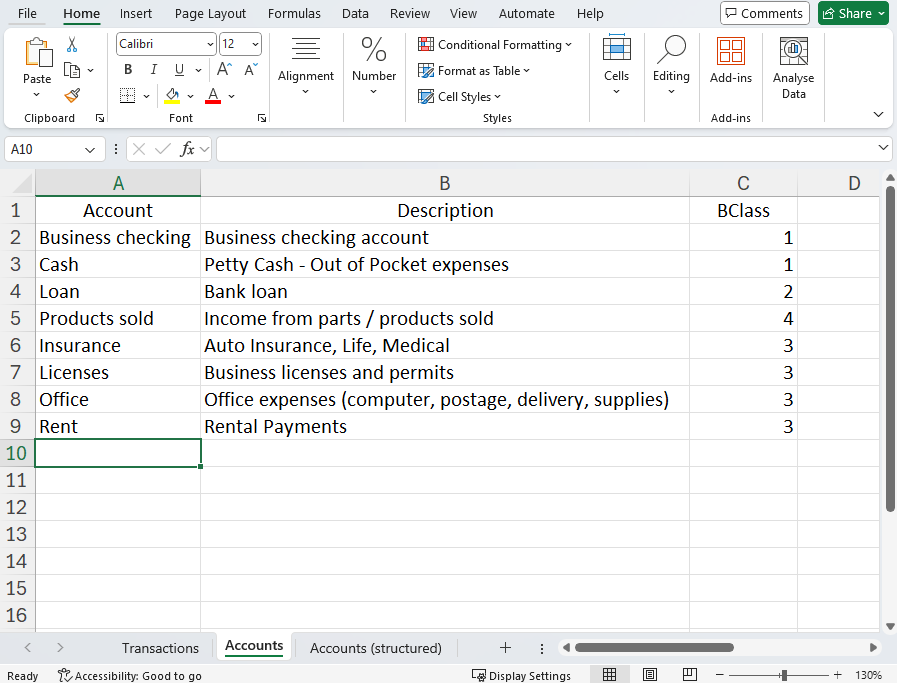 File Home Insert Page Layout Formulas Data Review View Automate Help Comments Share
Calibri 12
B I U A A
A
Paste
Alignment
Number
Conditional Formatting
Format as Table
Cell Styles
Cells
Editing
Add-ins
Analyse
Data
Clipboard Font Styles Add-ins
A10 fx
A B C D
1 Account Description BClass
2 Business checking Business checking account 1
3 Cash Petty Cash - Out of Pocket expenses 1
4 Loan Bank loan 2
5 Products sold Income from parts / products sold 4
6 Insurance Auto Insurance, Life, Medical 3
7 Licenses Business licenses and permits 3
8 Office Office expenses (computer, postage, delivery, supplies) 3
9 Rent Rental Payments 3
10
11
12
13
14
15
16
Transactions Accounts Accounts (structured)
Ready Accessibility: Good to go Display Settings 130%